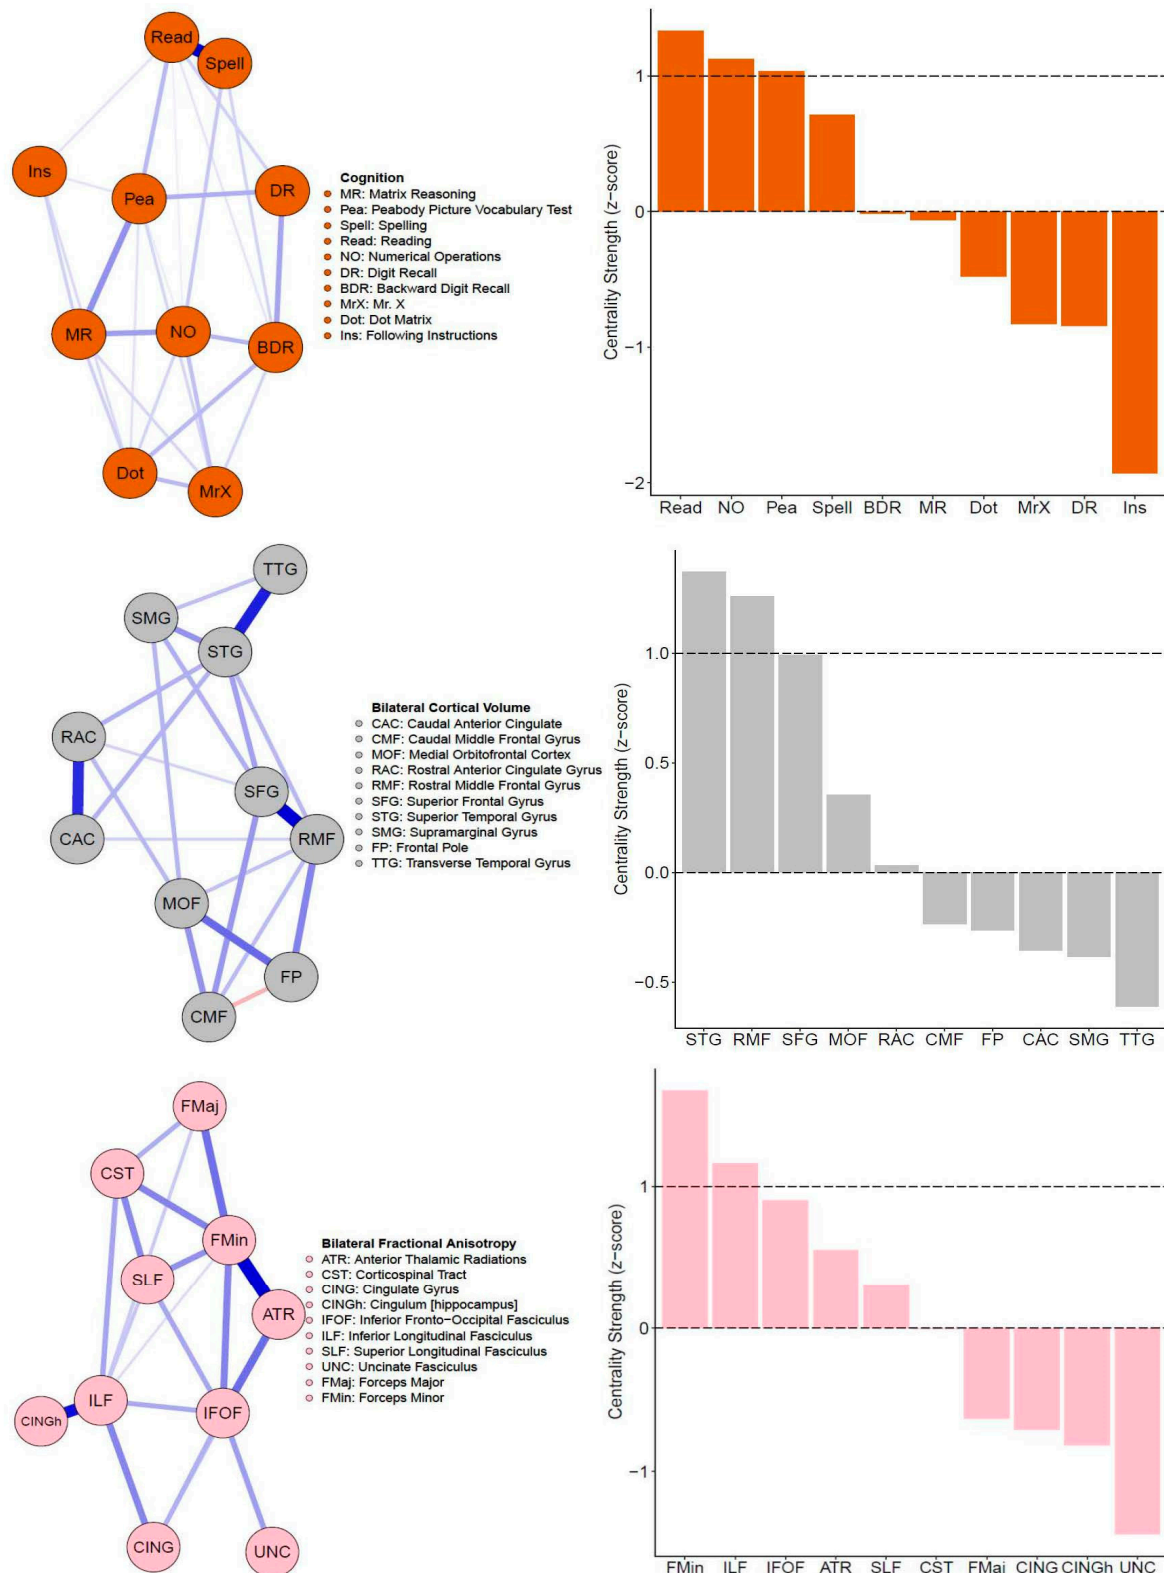 Read
Spell
Ins
Pea
DR
MR
NO
BDR
Dot
MrX
Cognition
MR: Matrix Reasoning
Pea: Peabody Picture Vocabulary Test
Spell: Spelling
Read: Reading
NO: Numerical Operations
DR: Digit Recall
BDR: Backward Digit Recall
MrX: Mr. X
Dot: Dot Matrix
Ins: Following Instructions
Centrality Strength (z−score)
1
0
−1
−2
Read NO Pea Spell BDR MR Dot MrX DR Ins
TTG
SMG
STG
RAC
SFG
CAC
RMF
MOF
FP
CMF
Bilateral Cortical Volume
CAC: Caudal Anterior Cingulate
CMF: Caudal Middle Frontal Gyrus
MOF: Medial Orbitofrontal Cortex
RAC: Rostral Anterior Cingulate Gyrus
RMF: Rostral Middle Frontal Gyrus
SFG: Superior Frontal Gyrus
STG: Superior Temporal Gyrus
SMG: Supramarginal Gyrus
FP: Frontal Pole
TTG: Transverse Temporal Gyrus
Centrality Strength (z−score)
1.0
0.5
0.0
−0.5
STG RMF SFG MOF RAC CMF FP CAC SMG TTG
FMaj
CST
FMin
SLF
ATR
ILF
CINGh
IFOF
CING
UNC
Bilateral Fractional Anisotropy
ATR: Anterior Thalamic Radiations
CST: Corticospinal Tract
CING: Cingulate Gyrus
CINGh: Cingulum [hippocampus]
IFOF: Inferior Fronto-Occipital Fasciculus
ILF: Inferior Longitudinal Fasciculus
SLF: Superior Longitudinal Fasciculus
UNC: Uncinate Fasciculus
FMaj: Forceps Major
FMin: Forceps Minor
Centrality Strength (z−score)
1
0
−1
FMin ILF IFOF ATR SLF CST FMaj CING CINGh UNC